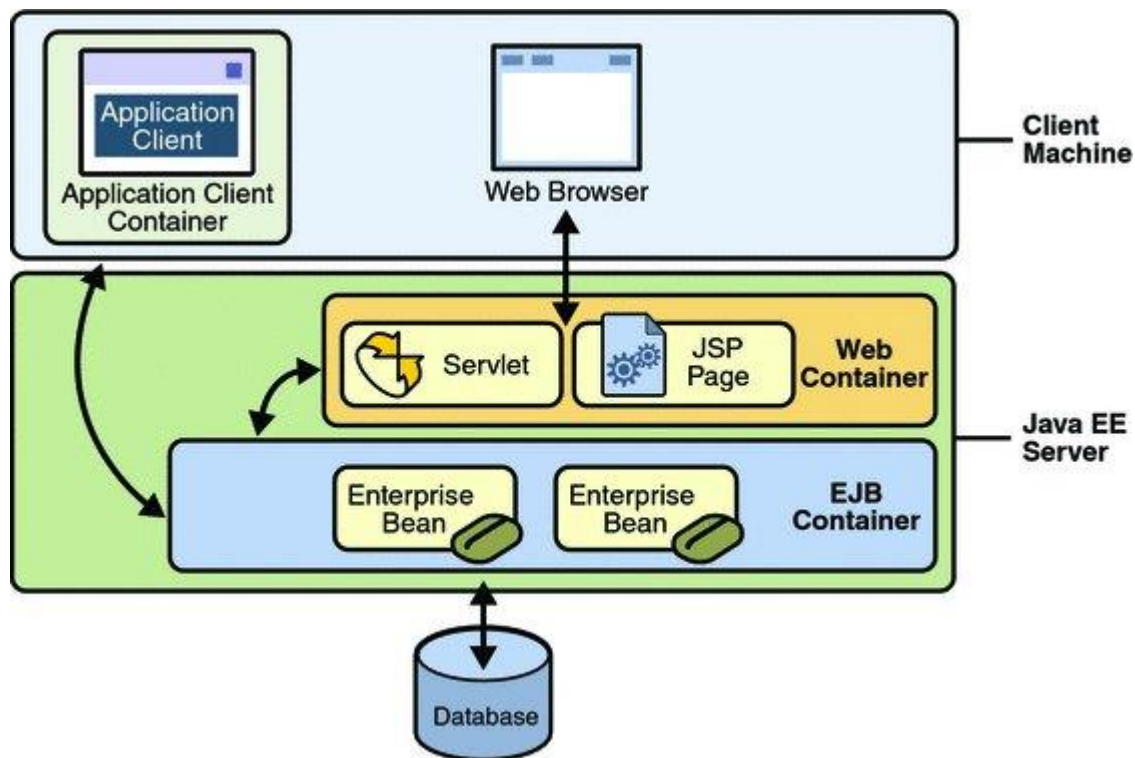 Application
Client
Application Client
Container
Web Browser
Client
Machine
Servlet
JSP
Page
Web
Container
Java EE
Server
Enterprise
Bean
Enterprise
Bean
EJB
Container
Database